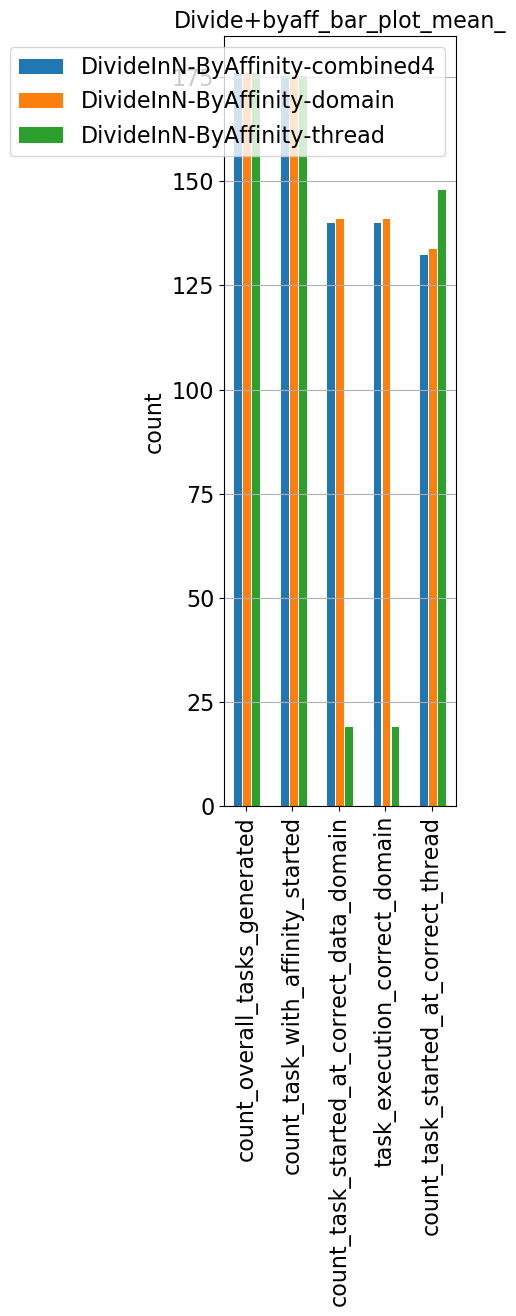 Divide+byaff_bar_plot_mean_
DivideInN-ByAffinity-combined4
DivideInN-ByAffinity-domain
DivideInN-ByAffinity-thread
175
150
125
100
75
50
25
0
count
count_overall_tasks_generated
count_task_with_affinity_started
count_task_started_at_correct_data_domain
task_execution_correct_domain
count_task_started_at_correct_thread